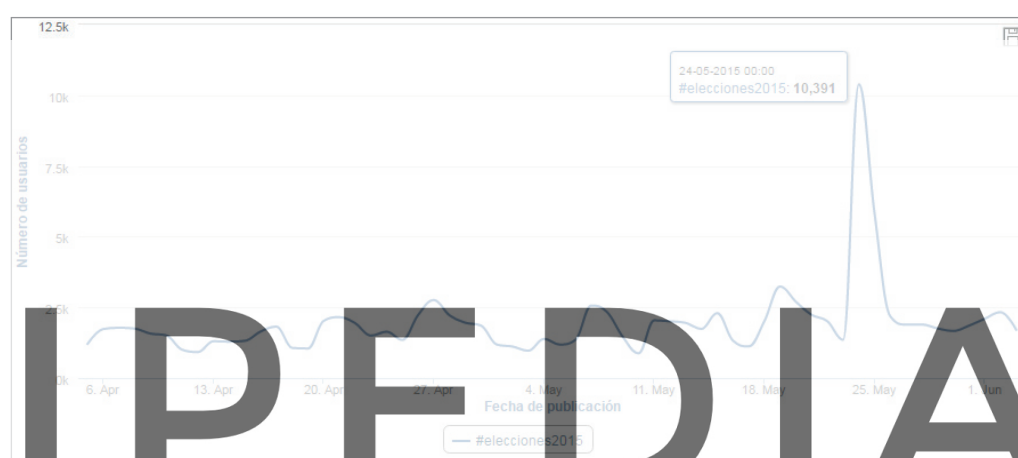 12.5k
24-05-2015 00:00
#elecciones2015: 10,391
10k
7.5k
5k
2.5k
0k
Número de usuarios
6. Apr 13. Apr 20. Apr 27. Apr 4. May 11. May 18. May 25. May 1. Jun
Fecha de publicación
#elecciones2015
IPEDIA